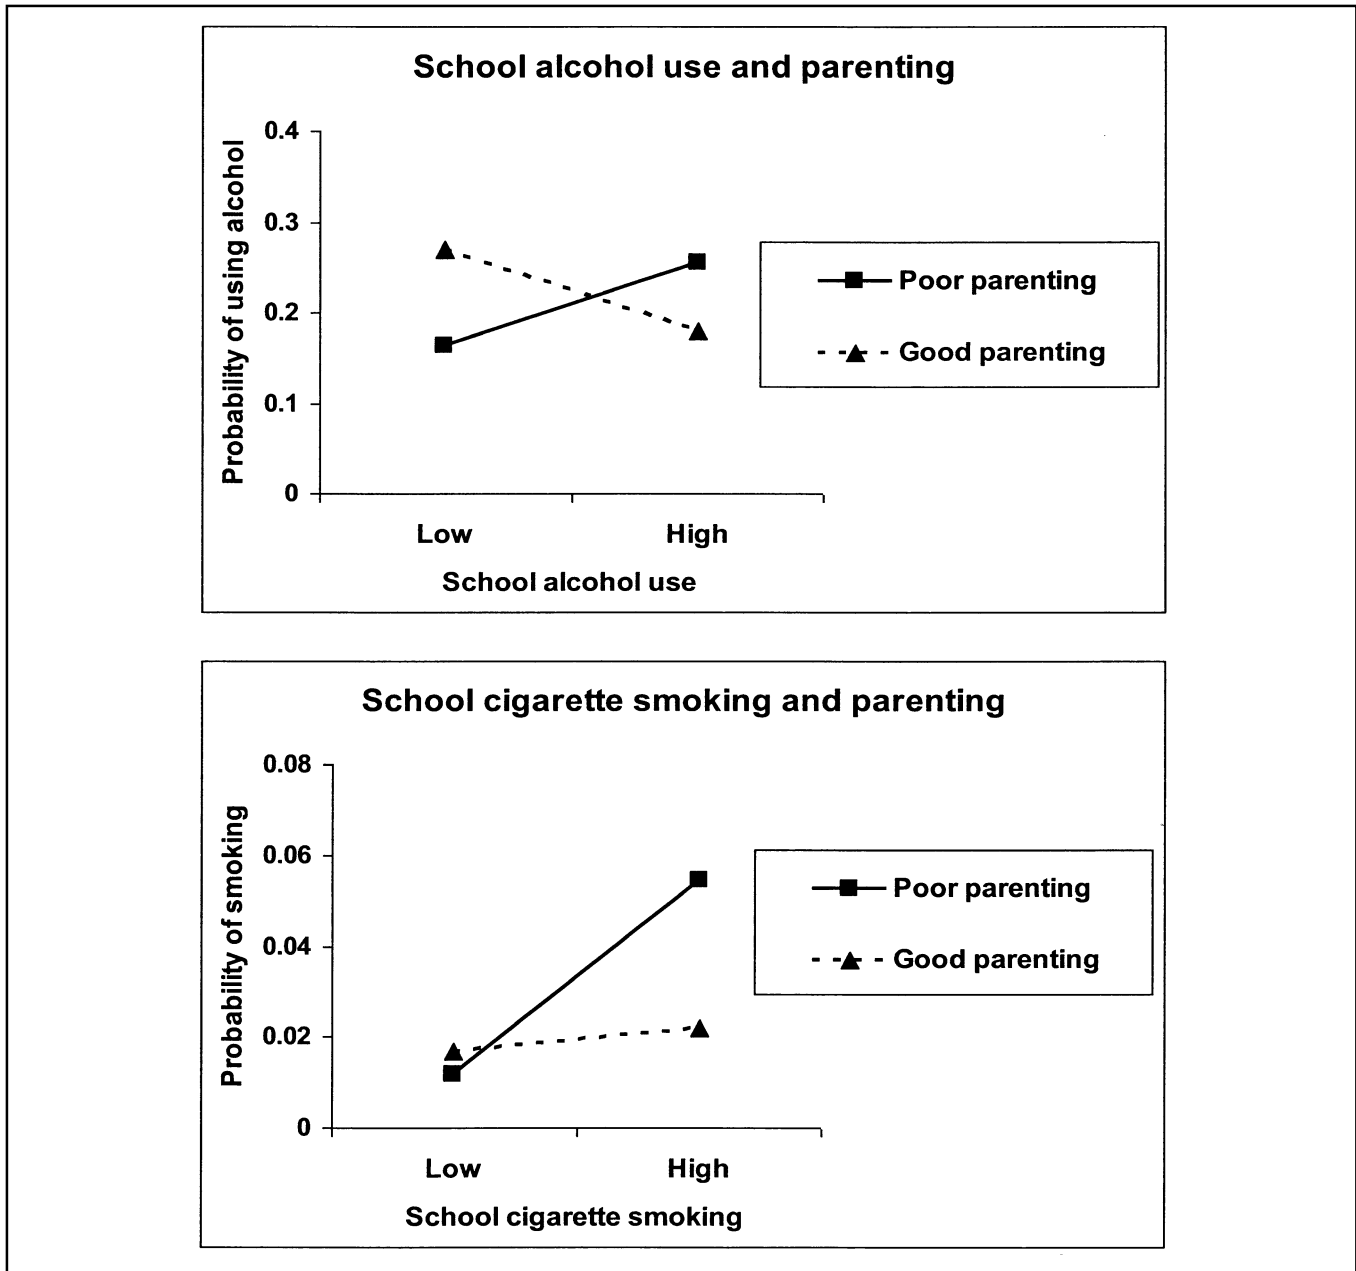 School alcohol use and parenting
Probability of using alcohol
0.4
0.3
0.2
0.1
0
Low High
School alcohol use
Poor parenting
Good parenting
School cigarette smoking and parenting
Probability of smoking
0.08
0.06
0.04
0.02
0
Low High
School cigarette smoking
Poor parenting
Good parenting